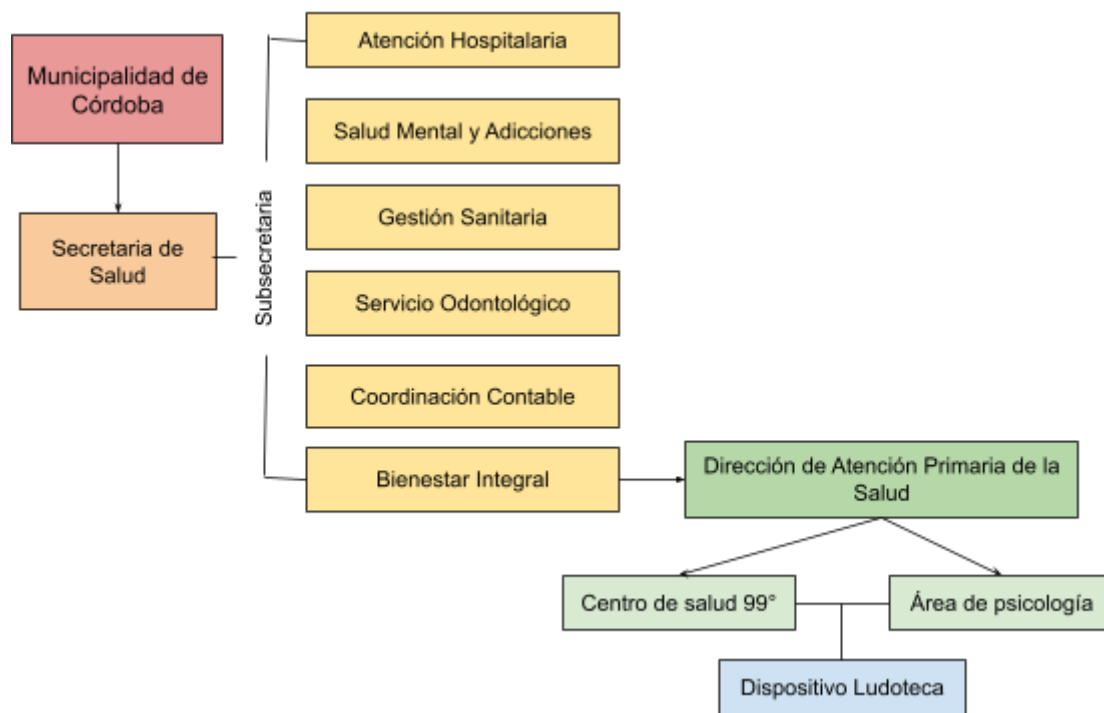 Municipalidad de
Córdoba
Secretaria de
Salud
Subsecretaria
Atención Hospitalaria
Salud Mental y Adicciones
Gestión Sanitaria
Servicio Odontológico
Coordinación Contable
Bienestar Integral
Dirección de Atención Primaria de la
Salud
Centro de salud 99°
Área de psicología
Dispositivo Ludoteca